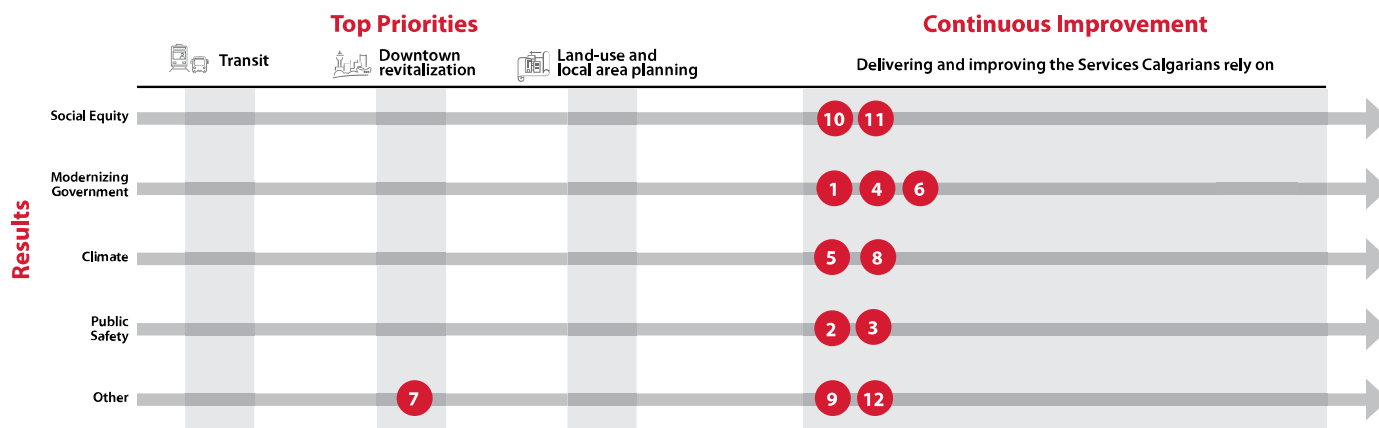 Top Priorities
Continuous Improvement
Transit
Downtown
revitalization
Land-use and
local area planning
Delivering and improving the Services Calgarians rely on
Results
Social Equity
10 11
Modernizing
Government
1 4 6
Climate
5 8
Public
Safety
2 3
Other
7
9 12